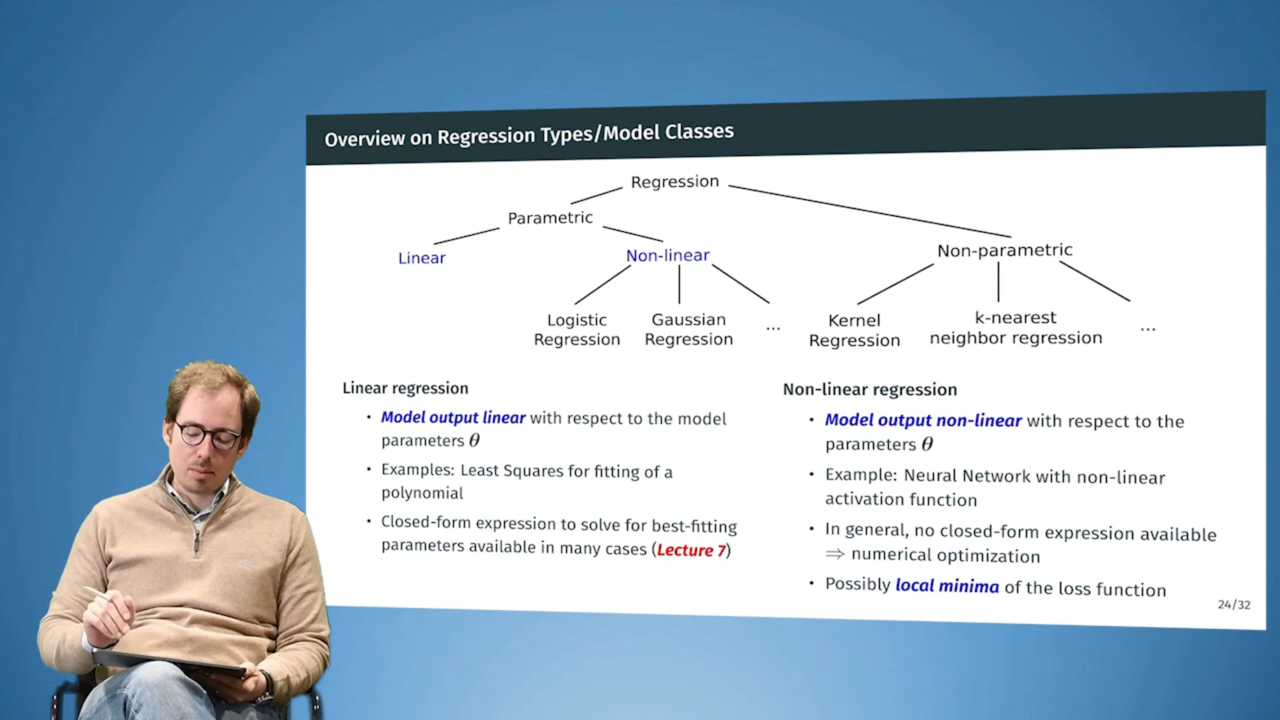 Overview on Regression Types/Model Classes
Regression
Parametric
Linear
Non-linear
Non-parametric
Logistic
Regression
Gaussian
Regression
...
Kernel
Regression
k-nearest
neighbor regression
...
Linear regression
• Model output linear with respect to the model
parameters θ
• Examples: Least Squares for fitting of a
polynomial
• Closed-form expression to solve for best-fitting
parameters available in many cases (Lecture 7)
Non-linear regression
• Model output non-linear with respect to the
parameters θ
• Example: Neural Network with non-linear
activation function
• In general, no closed-form expression available
⇒ numerical optimization
• Possibly local minima of the loss function
24/32